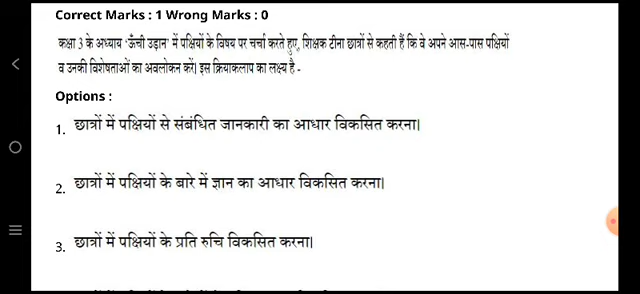 Correct Marks : 1 Wrong Marks : 0
कक्षा 3 के अध्याय 'ऊँची उड़ान' में पक्षियों के विषय पर चर्चा करते हुए, शिक्षक टीना छात्रों से कहती हैं कि वे अपने आस-पास पक्षियों
व उनकी विशेषताओं का अवलोकन करें। इस क्रियाकलाप का लक्ष्य है -
Options :
1. छात्रों में पक्षियों से संबंधित जानकारी का आधार विकसित करना।
2. छात्रों में पक्षियों के बारे में ज्ञान का आधार विकसित करना।
3. छात्रों में पक्षियों के प्रति रुचि विकसित करना।